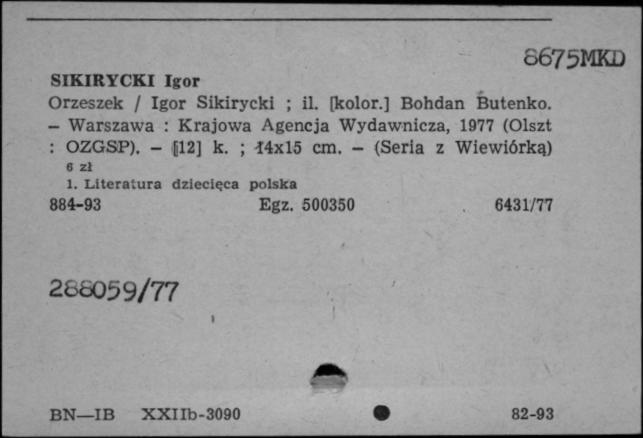 8675MKD
SIKIRYCKI Igor
Orzeszek / Igor Sikirycki ; il. [kolor.] Bohdan Butenko.
— Warszawa : Krajowa Agencja Wydawnicza, 1977 (Olszt
: OZGSP). — [12] k. ; 14x15 cm. — (Seria z Wiewiórką)
6 zł
1. Literatura dziecięca polska
884-93 Egz. 500350 6431/77
288059/77
BN—IB XXIIb-3090 82-93